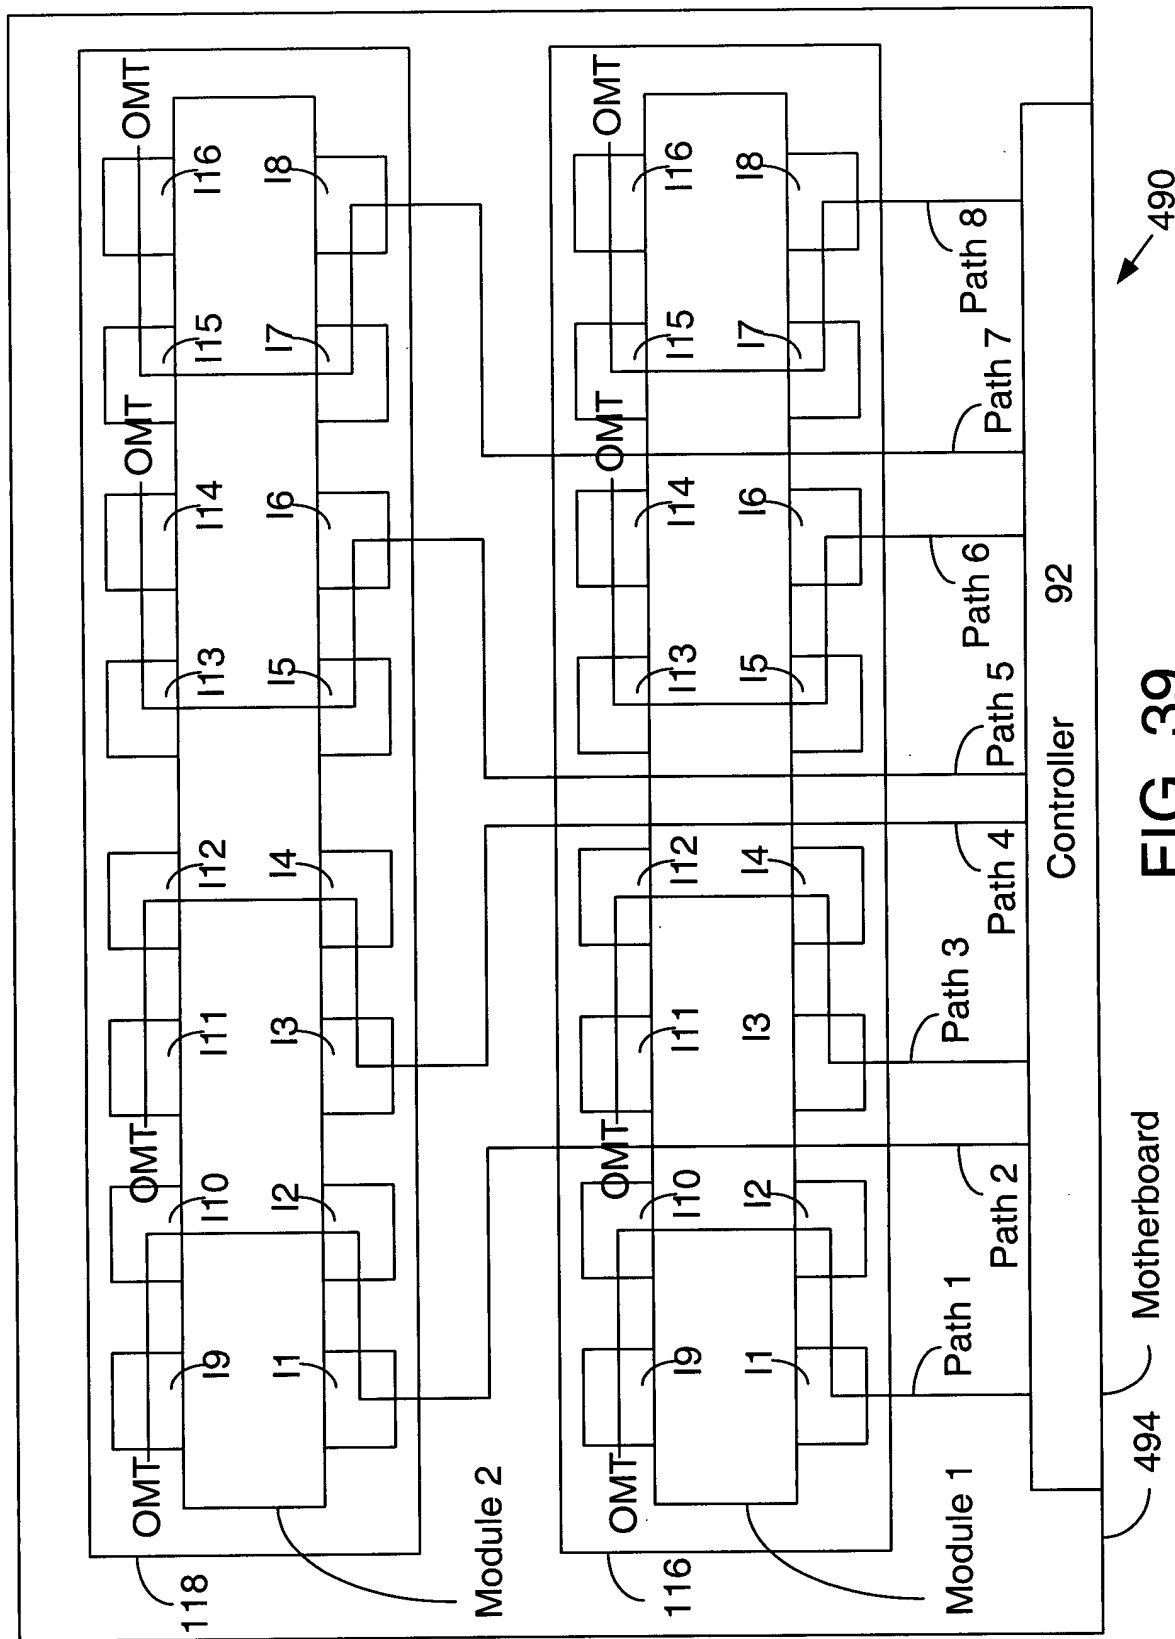 OMT OMT OMT OMT
118
I9 I10 I11 I12 I13 I14 I15 I16
I1 I2 I3 I4 I5 I6 I7 I8
Module 2
OMT OMT OMT OMT
116
I9 I10 I11 I12 I13 I14 I15 I16
I1 I2 I3 I4 I5 I6 I7 I8
Module 1
Path 1
Path 2
Path 3
Path 4
Path 5
Path 6
Path 7
Path 8
Controller 92
494
Motherboard
490
FIG 39